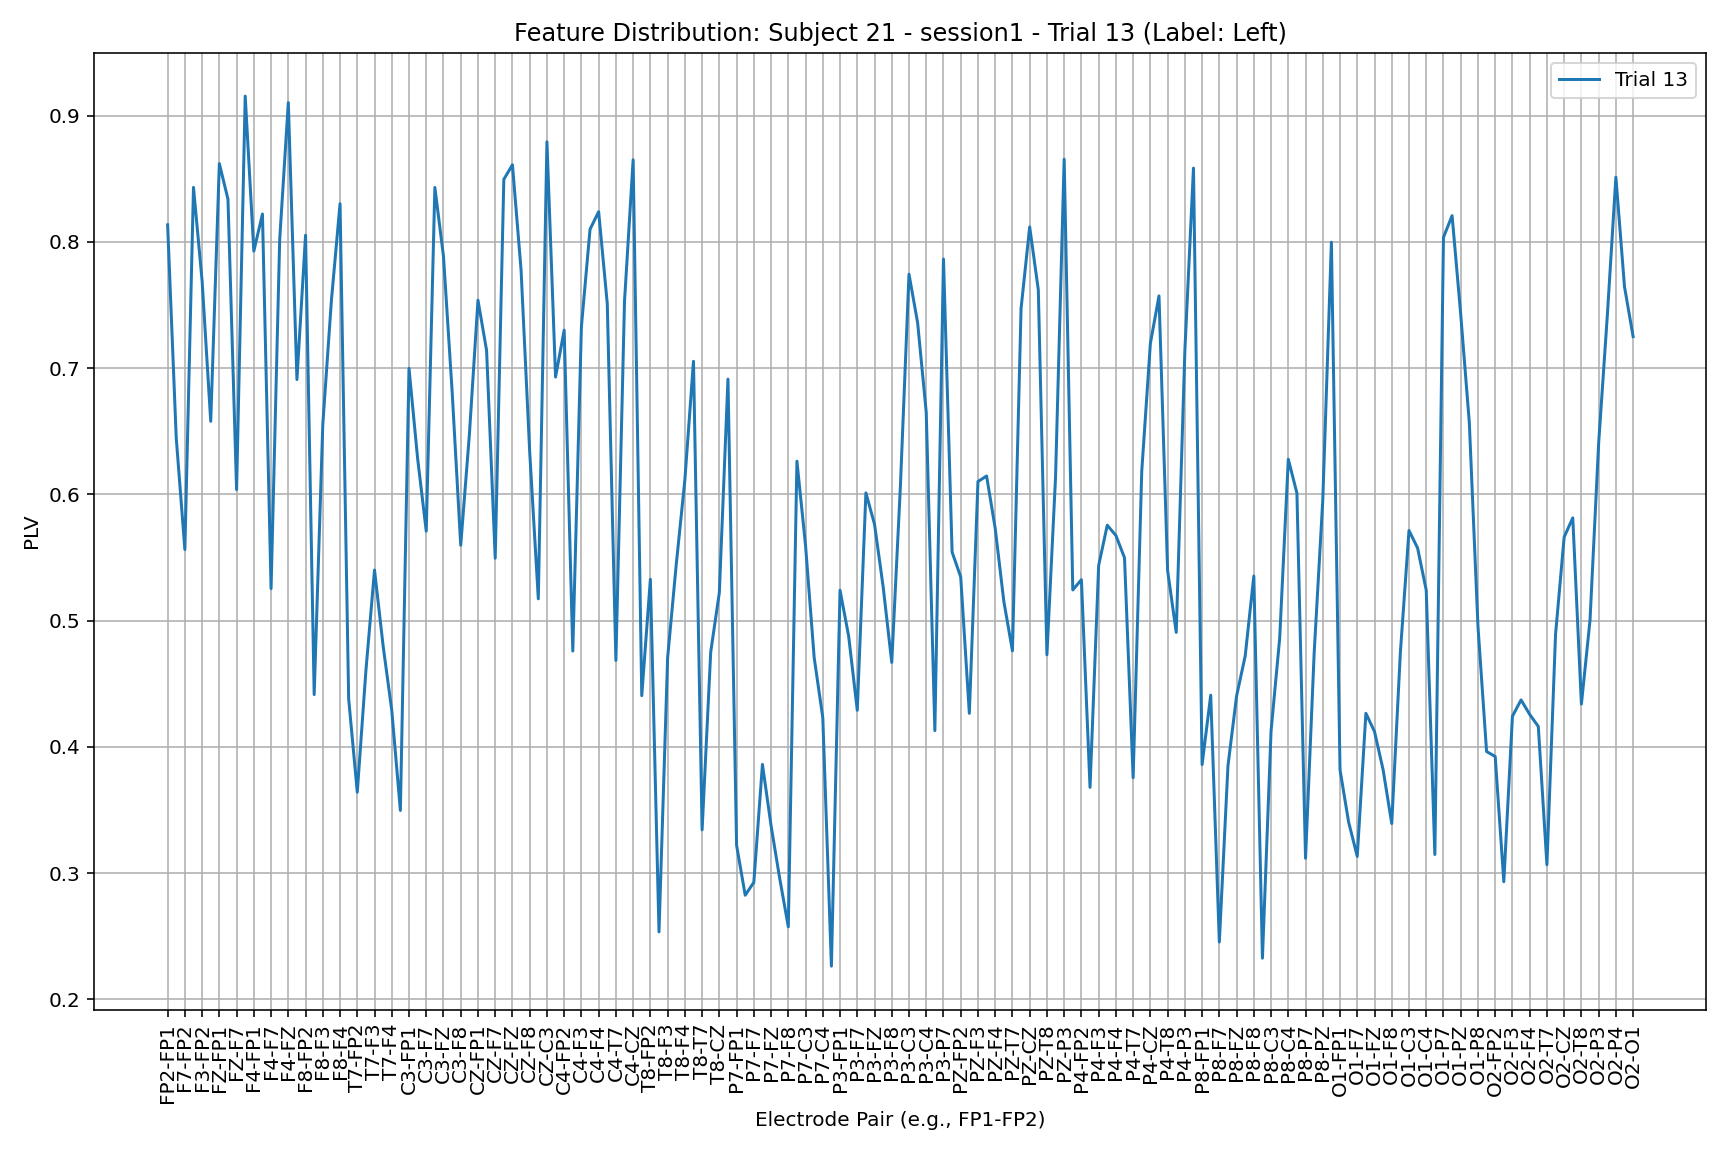 Feature Distribution: Subject 21 - session1 - Trial 13 (Label: Left)
Trial 13
PLV
0.9
0.8
0.7
0.6
0.5
0.4
0.3
0.2
FP2-FP1
F7-FP2
F3-FP2
FZ-FP1
FZ-F7
F4-FP1
F4-F7
F4-FZ
F8-FP2
F8-F3
F8-F4
T7-FP2
T7-F3
T7-F4
C3-FP1
C3-F7
C3-FZ
C3-F8
CZ-FP1
CZ-F7
CZ-FZ
CZ-F8
CZ-C3
C4-FP2
C4-F3
C4-F4
C4-T7
C4-CZ
T8-FP2
T8-F3
T8-F4
T8-T7
T8-CZ
P7-FP1
P7-F7
P7-FZ
P7-F8
P7-C3
P7-C4
P3-FP1
P3-F7
P3-FZ
P3-F8
P3-C3
P3-C4
P3-P7
PZ-FP2
PZ-F3
PZ-F4
PZ-T7
PZ-CZ
PZ-T8
PZ-P3
P4-FP2
P4-F3
P4-F4
P4-T7
P4-CZ
P4-T8
P4-P3
P8-FP1
P8-F7
P8-FZ
P8-F8
P8-C3
P8-C4
P8-P7
P8-PZ
O1-FP1
O1-F7
O1-FZ
O1-F8
O1-C3
O1-C4
O1-P7
O1-PZ
O1-P8
O2-FP2
O2-F3
O2-F4
O2-T7
O2-CZ
O2-T8
O2-P3
O2-P4
O2-O1
Electrode Pair (e.g., FP1-FP2)